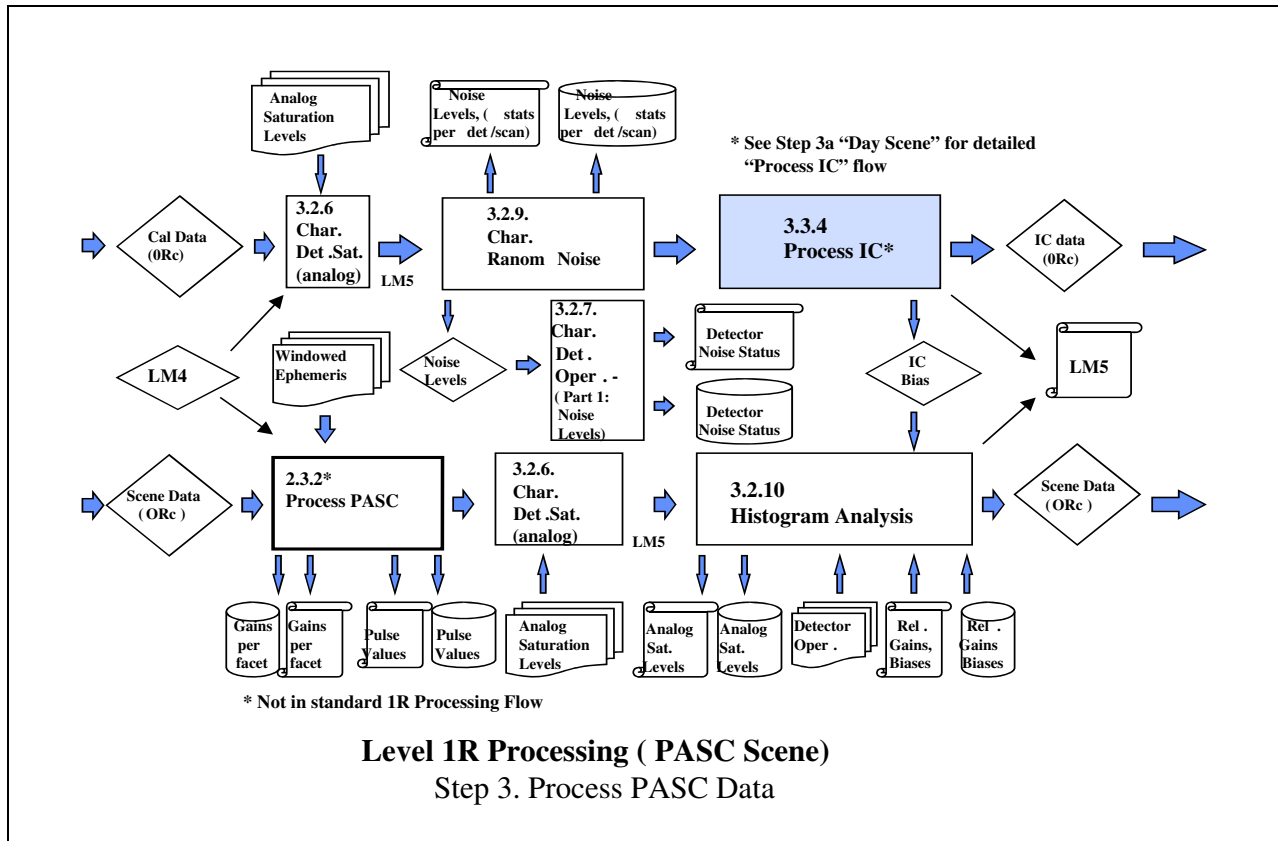 Analog
Saturation
Levels
Noise
Levels, ( stats
per det /scan)
Noise
Levels, ( stats
per det /scan)
* See Step 3a “Day Scene” for detailed
“Process IC” flow
Cal Data
(0Rc)
3.2.6
Char.
Det .Sat.
(analog)
LM5
3.2.9.
Char.
Ranom Noise
3.3.4
Process IC*
IC data
(0Rc)
LM4
Windowed
Ephemeris
Noise
Levels
3.2.7.
Char.
Det .
Oper . -
( Part 1:
Noise
Levels)
Detector
Noise Status
Detector
Noise Status
IC
Bias
LM5
Scene Data
( ORc )
2.3.2*
Process PASC
3.2.6.
Char.
Det .Sat.
(analog)
LM5
3.2.10
Histogram Analysis
Scene Data
( ORc )
Gains
per
facet
Gains
per
facet
Pulse
Values
Pulse
Values
Analog
Saturation
Levels
Analog
Sat.
Levels
Analog
Sat.
Levels
Detector
Oper .
Rel .
Gains,
Biases
Rel .
Gains
Biases
* Not in standard 1R Processing Flow
Level 1R Processing ( PASC Scene)
Step 3. Process PASC Data